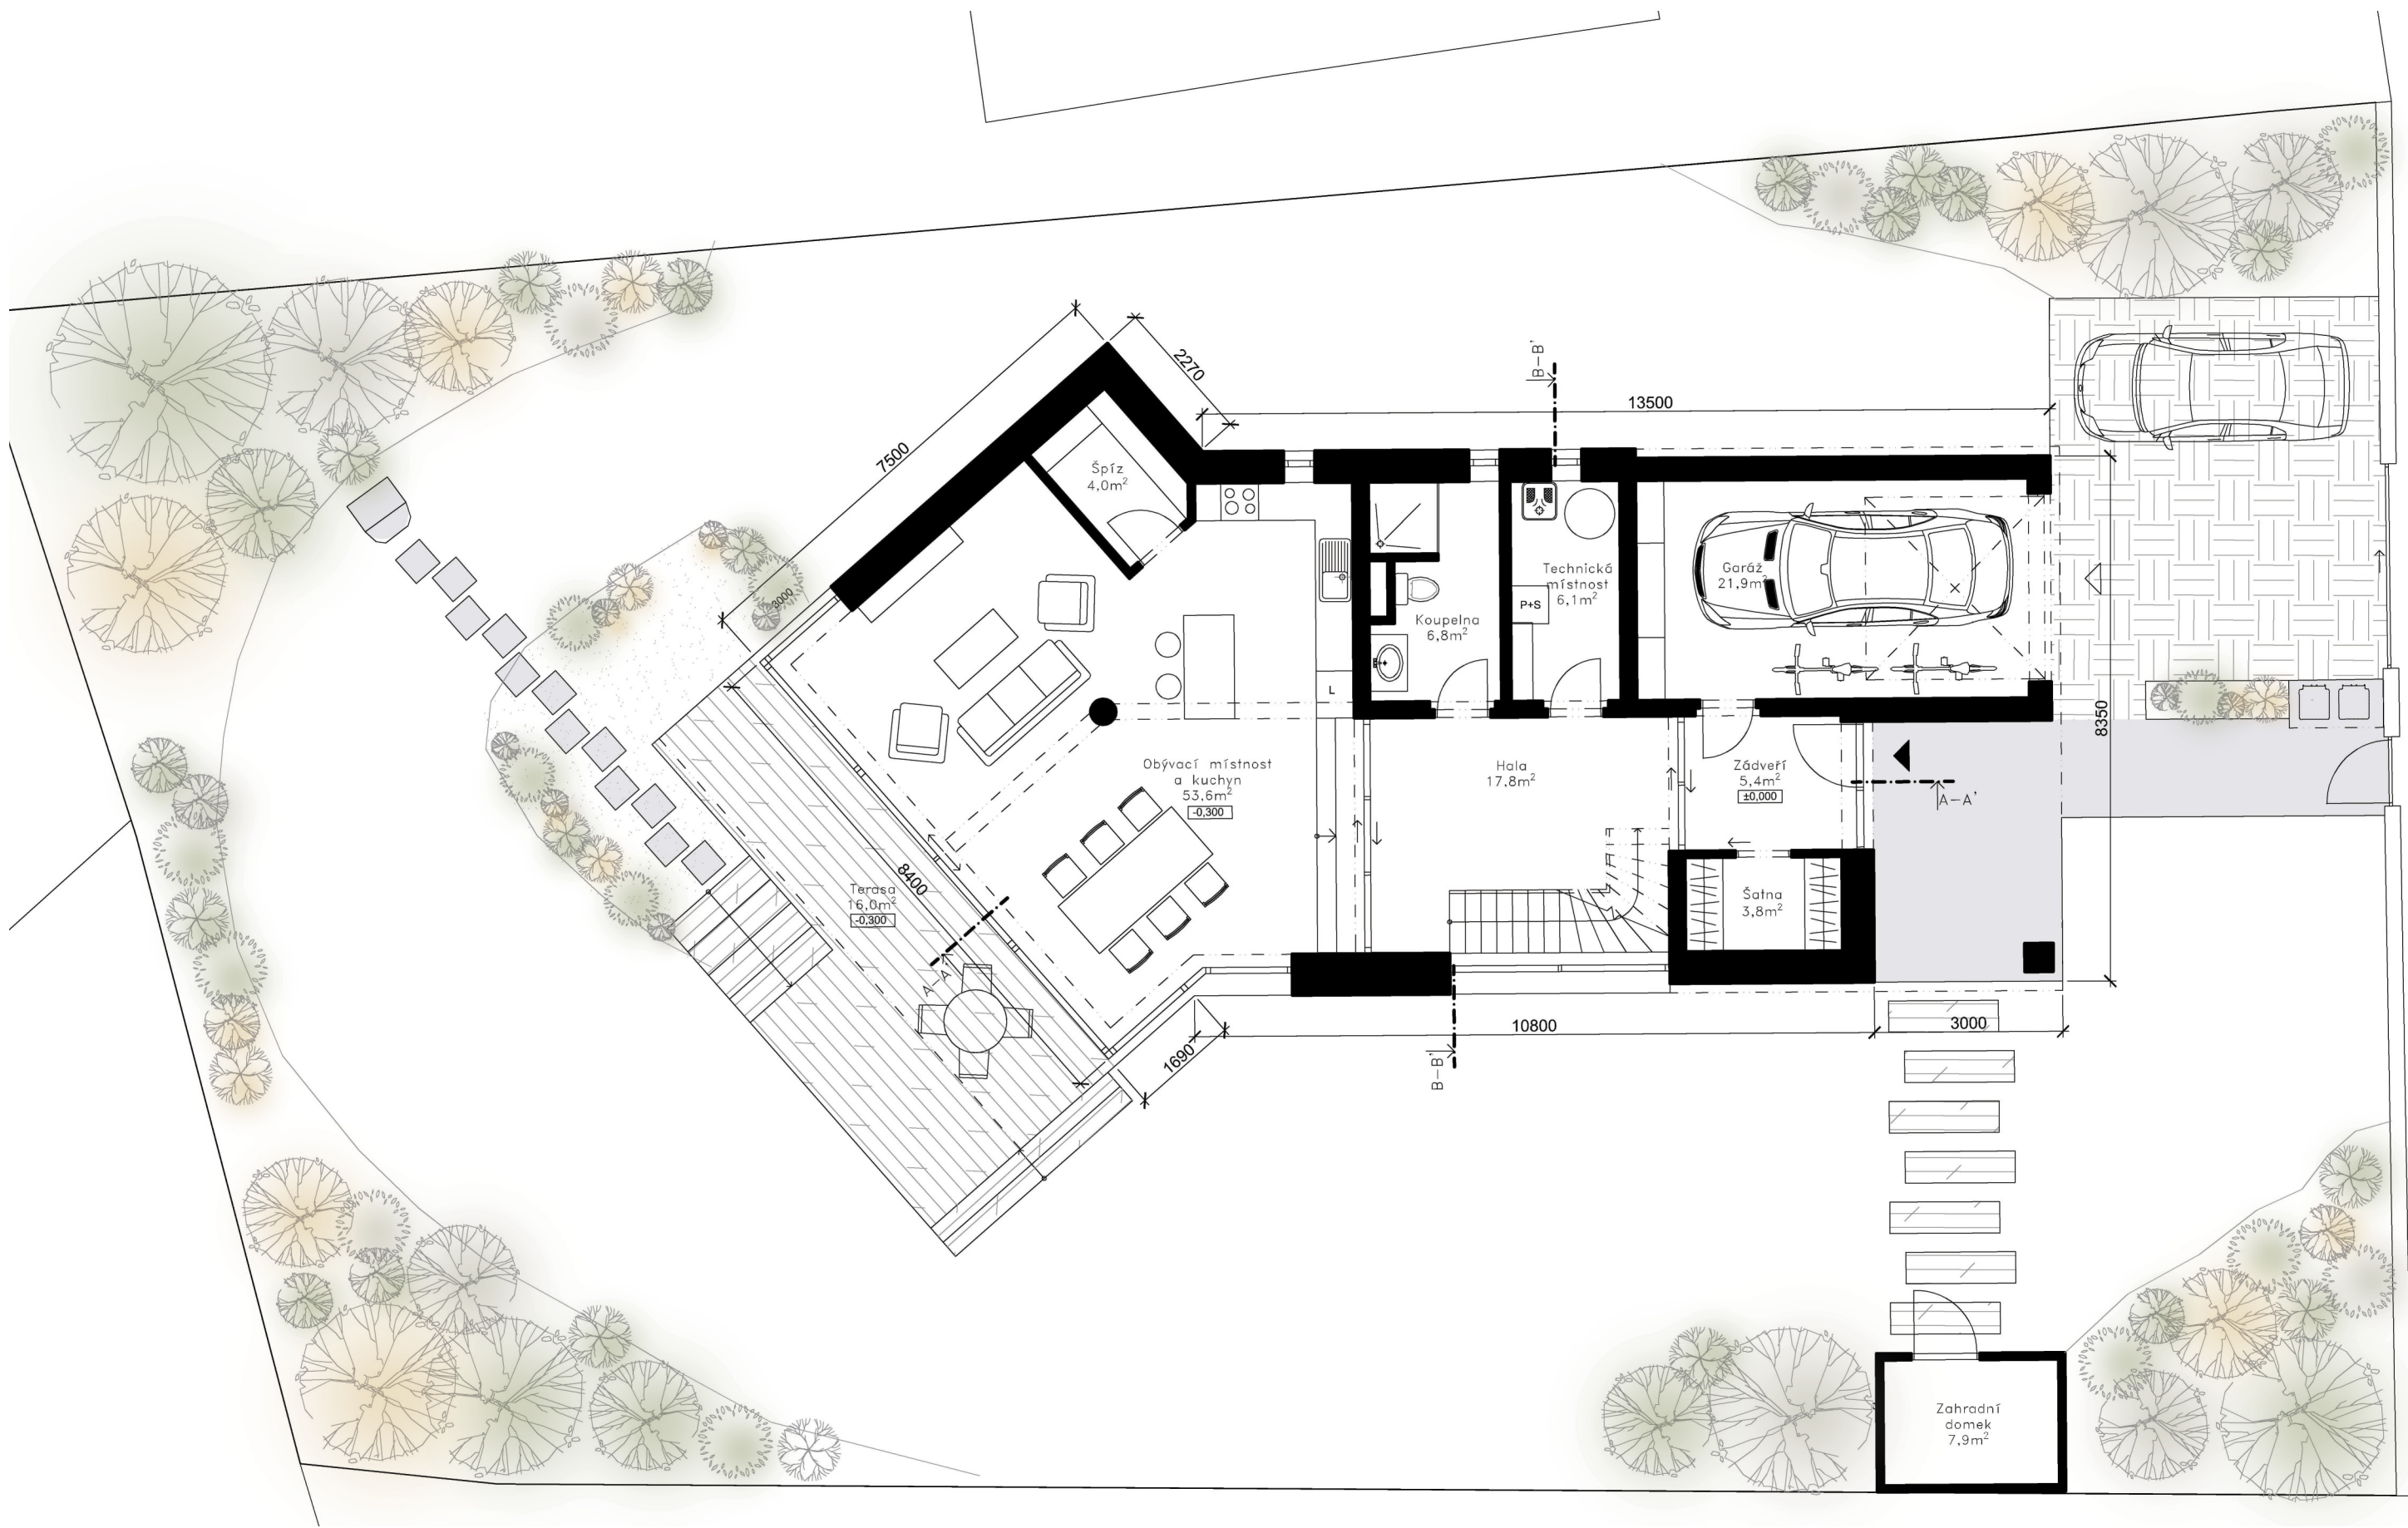 B-B'
2270
13500
7500
Špíz
4,0m²
Garáž
21,9m²
Technická
místnost
6,1m²
P+S
3000
Koupelna
6,8m²
L
8350
Obývací místnost
a kuchyn
53,6m²
-0,300
Hala
17.8m²
Zádveří
5,4m²
±0,000
A-A'
8400
Terasa
16,0m²
-0,300
Šatna
3,8m²
A-A'
10800
3000
1690
B-B'
Zahradní
domek
7,9m²